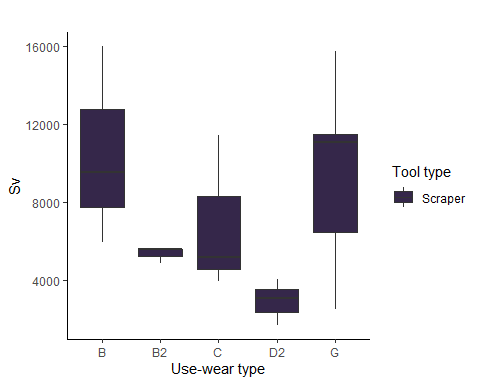 16000
12000
8000
4000
Sv
B
B2
C
D2
G
Use-wear type
Tool type
Scraper